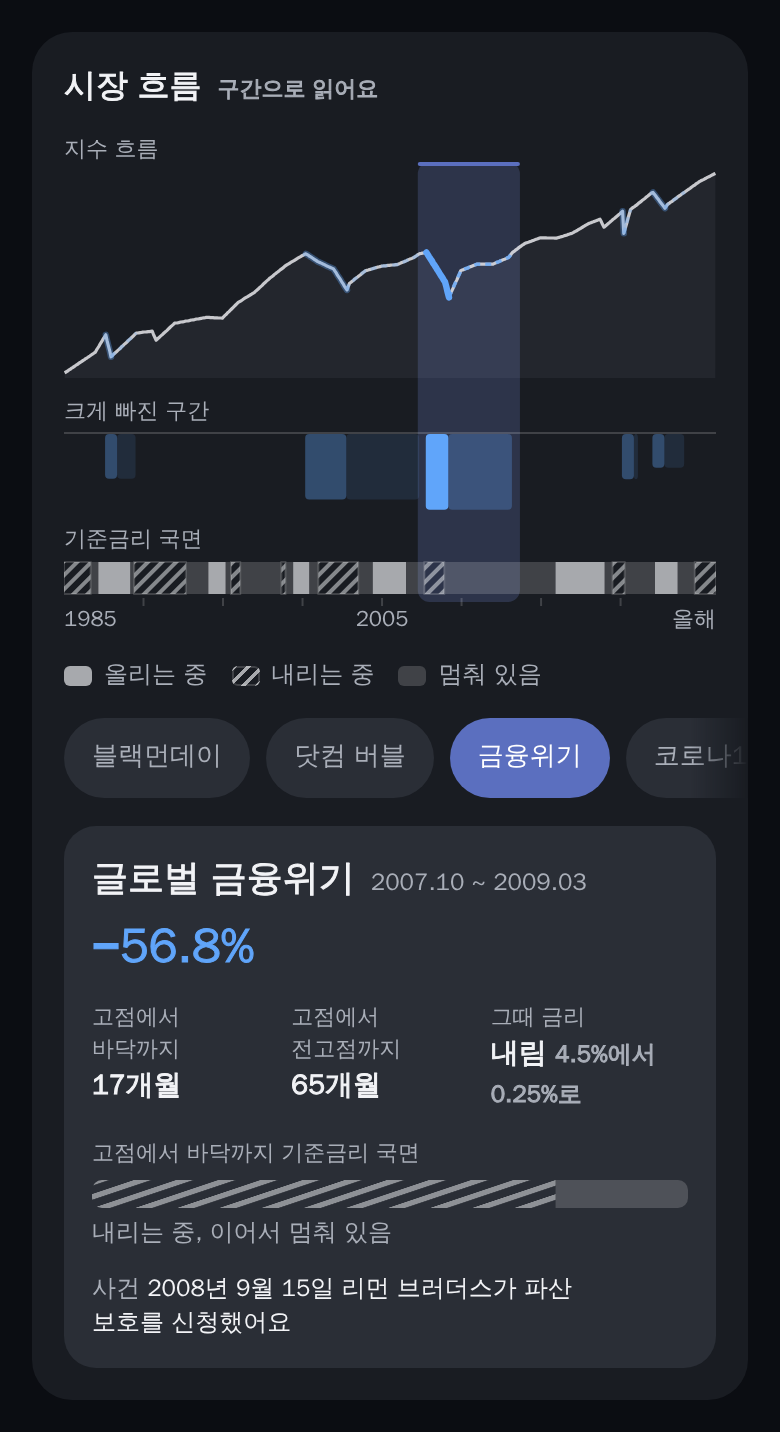 시장 흐름 구간으로 읽어요
지수 흐름
크게 빠진 구간
기준금리 국면
1985 2005 올해
올리는 중 내리는 중 멈춰 있음
블랙먼데이 닷컴 버블 금융위기 코로나1
글로벌 금융위기 2007.10 ~ 2009.03
−56.8%
고점에서 고점에서 그때 금리
바닥까지 전고점까지 내림 4.5%에서
17개월 65개월 0.25%로
고점에서 바닥까지 기준금리 국면
내리는 중, 이어서 멈춰 있음
사건 2008년 9월 15일 리먼 브러더스가 파산
보호를 신청했어요